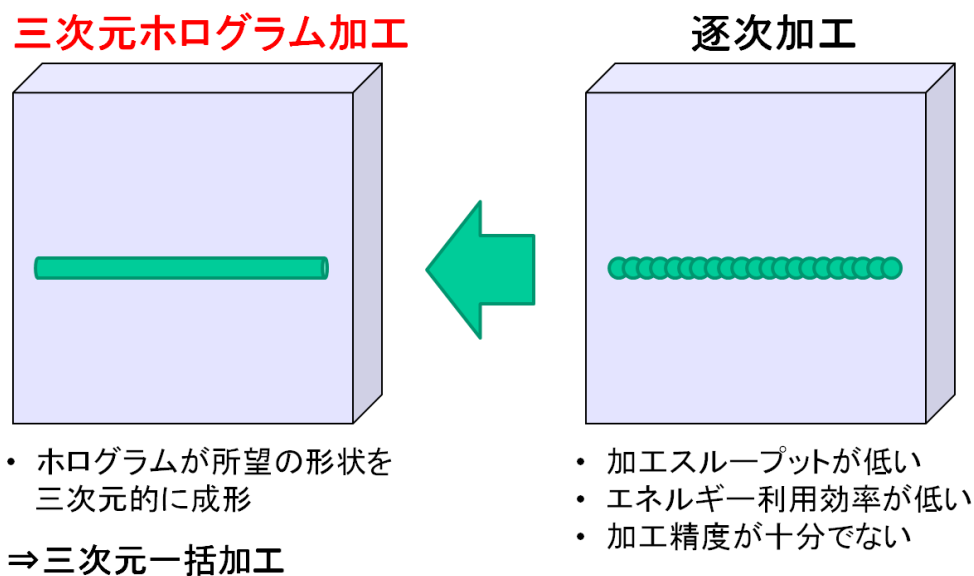 三次元ホログラム加工
逐次加工
・ ホログラムが所望の形状を
三次元的に成形
⇒三次元一括加工
・ 加工スループットが低い
・ エネルギー利用効率が低い
・ 加工精度が十分でない